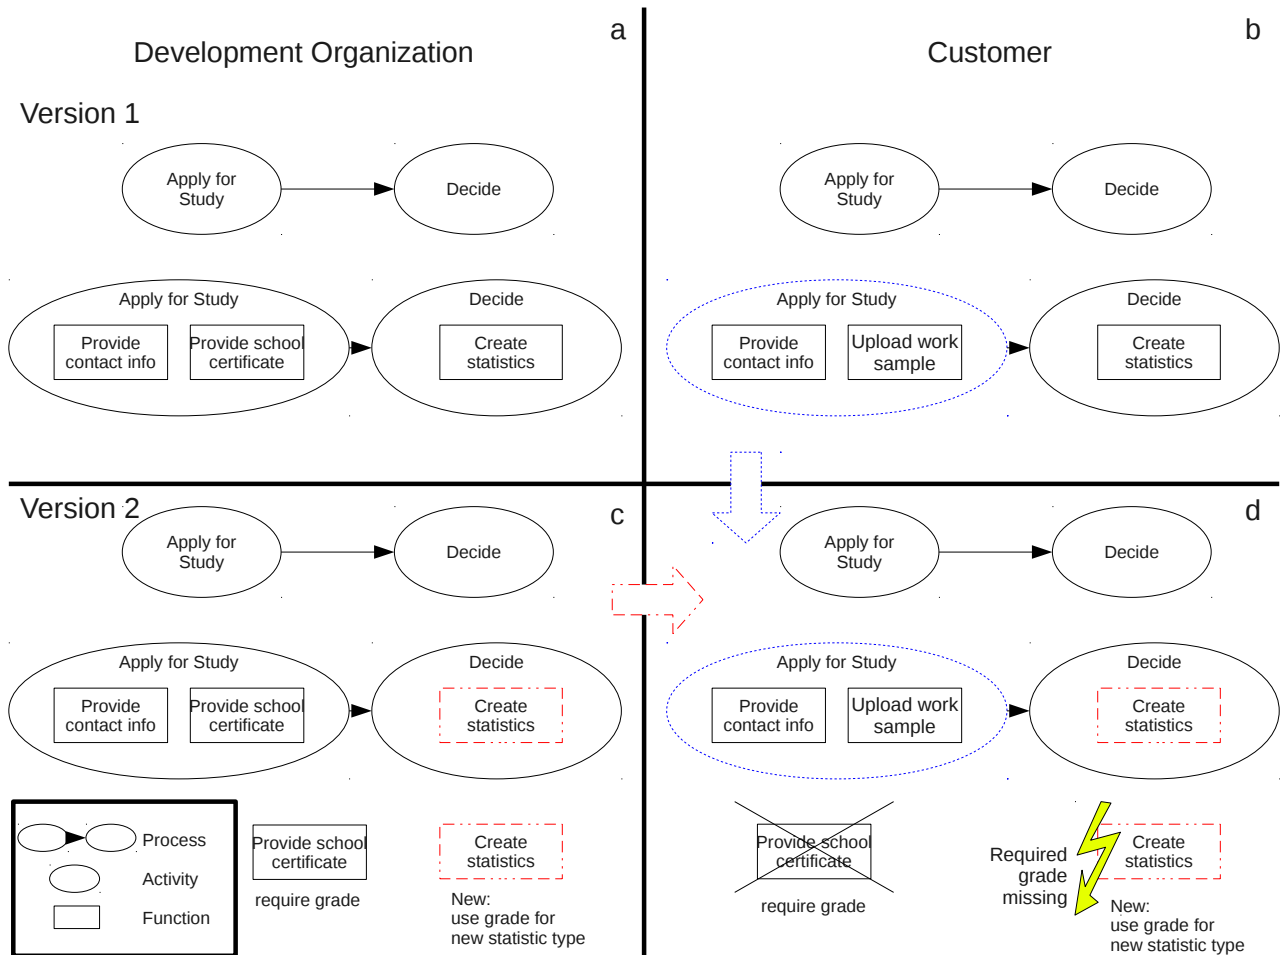 Development Organization
a
Customer
b
Version 1
Apply for
Study
Decide
Apply for
Study
Decide
Apply for Study
Provide
contact info
Provide school
certificate
Decide
Create
statistics
Apply for Study
Provide
contact info
Upload work
sample
Decide
Create
statistics
Version 2
c
Apply for
Study
Decide
d
Apply for
Study
Decide
Apply for Study
Provide
contact info
Provide school
certificate
Decide
Create
statistics
Apply for Study
Provide
contact info
Upload work
sample
Decide
Create
statistics
Process
Activity
Function
Provide school
certificate
require grade
Create
statistics
New:
use grade for
new statistic type
Provide school
certificate
require grade
Required
grade
missing
Create
statistics
New:
use grade for
new statistic type